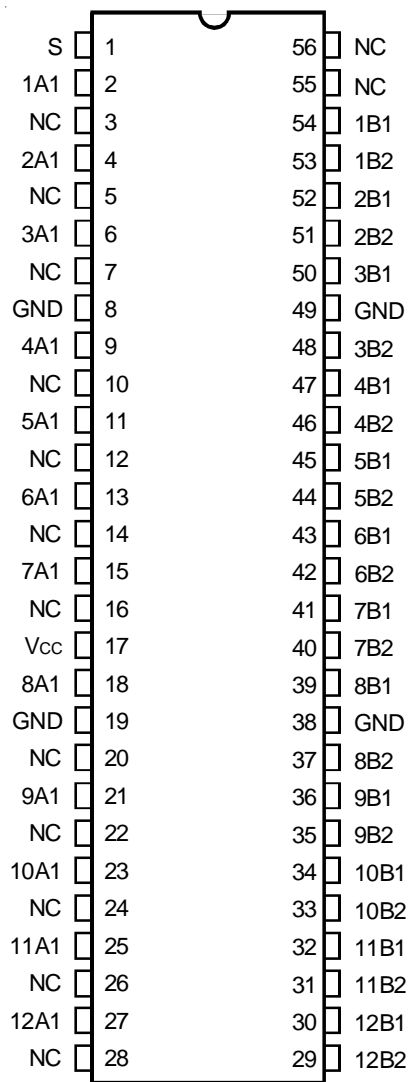 S 1 56 NC
1A1 2 55 NC
NC 3 54 1B1
2A1 4 53 1B2
NC 5 52 2B1
3A1 6 51 2B2
NC 7 50 3B1
GND 8 49 GND
4A1 9 48 3B2
NC 10 47 4B1
5A1 11 46 4B2
NC 12 45 5B1
6A1 13 44 5B2
NC 14 43 6B1
7A1 15 42 6B2
NC 16 41 7B1
VCC 17 40 7B2
8A1 18 39 8B1
GND 19 38 GND
NC 20 37 8B2
9A1 21 36 9B1
NC 22 35 9B2
10A1 23 34 10B1
NC 24 33 10B2
11A1 25 32 11B1
NC 26 31 11B2
12A1 27 30 12B1
NC 28 29 12B2